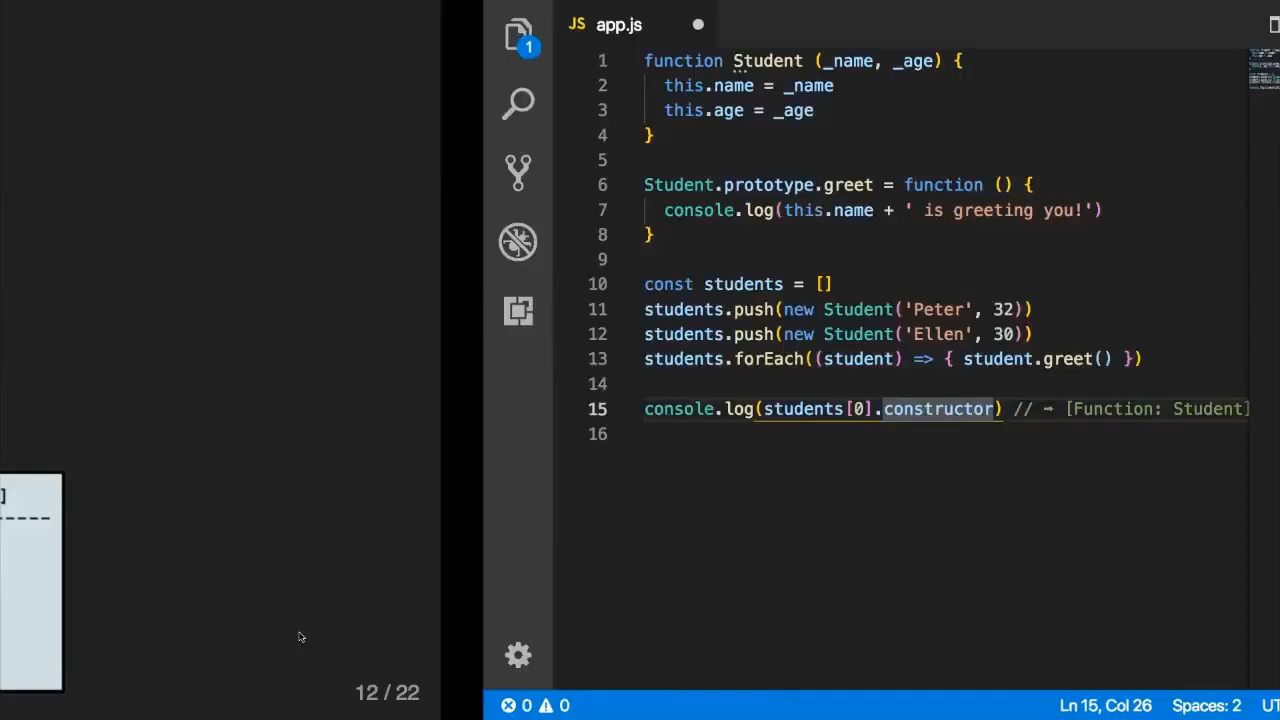 ]
12 / 22
1
JS app.js
1 function Student (_name, _age) {
2 this.name = _name
3 this.age = _age
4 }
5
6 Student.prototype.greet = function () {
7 console.log(this.name + ' is greeting you!')
8 }
9
10 const students = []
11 students.push(new Student('Peter', 32))
12 students.push(new Student('Ellen', 30))
13 students.forEach((student) => { student.greet() })
14
15 console.log(students[0].constructor) // → [Function: Student]
16
0 0 Ln 15, Col 26 Spaces: 2 UT